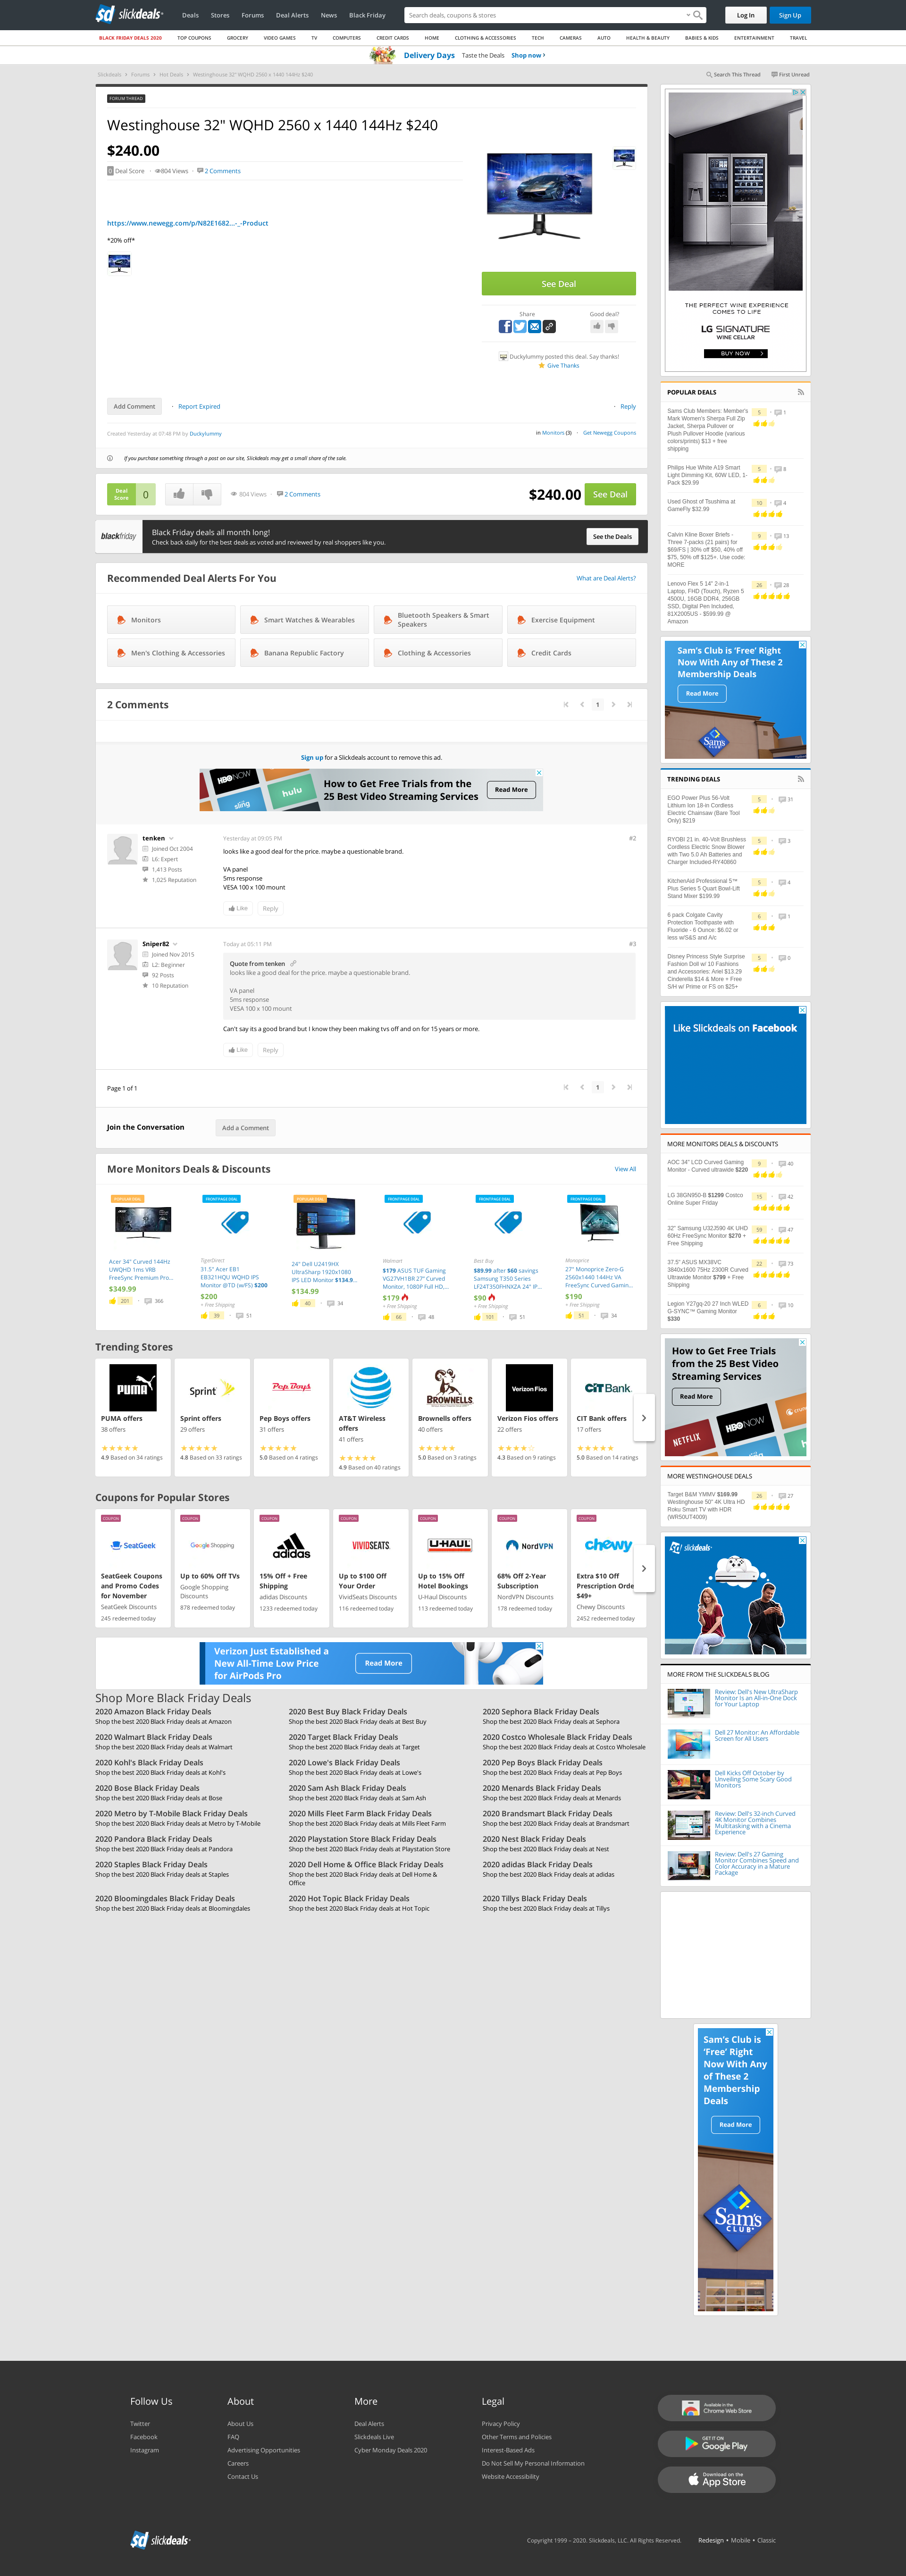 sd slickdeals
Deals
Stores
Forums
Deal Alerts
News
Black Friday
Search deals, coupons & stores
Log In
Sign Up
BLACK FRIDAY DEALS 2020
TOP COUPONS
GROCERY
VIDEO GAMES
TV
COMPUTERS
CREDIT CARDS
HOME
CLOTHING & ACCESSORIES
TECH
CAMERAS
AUTO
HEALTH & BEAUTY
BABIES & KIDS
ENTERTAINMENT
TRAVEL
Delivery Days Taste the Deals Shop now
Slickdeals
Forums
Hot Deals
Westinghouse 32" WQHD 2560 x 1440 144Hz $240
Search This Thread
First Unread
FORUM THREAD
Westinghouse 32" WQHD 2560 x 1440 144Hz $240
$240.00
0 Deal Score
804 Views
2 Comments
https://www.newegg.com/p/N82E1682...-_-Product
*20% off*
See Deal
Share
Good deal?
Duckylummy posted this deal. Say thanks!
Give Thanks
Add Comment
Report Expired
Reply
Created Yesterday at 07:48 PM by Duckylummy
in Monitors (3)
Get Newegg Coupons
If you purchase something through a post on our site, Slickdeals may get a small share of the sale.
Deal Score 0
804 Views
2 Comments
$240.00
See Deal
blackfriday
Black Friday deals all month long!
Check back daily for the best deals as voted and reviewed by real shoppers like you.
See the Deals
Recommended Deal Alerts For You
What are Deal Alerts?
Monitors
Smart Watches & Wearables
Bluetooth Speakers & Smart Speakers
Exercise Equipment
Men's Clothing & Accessories
Banana Republic Factory
Clothing & Accessories
Credit Cards
2 Comments
1
Sign up for a Slickdeals account to remove this ad.
HBO NOW
sling
hulu
How to Get Free Trials from the
25 Best Video Streaming Services
Read More
tenken
Joined Oct 2004
L6: Expert
1,413 Posts
1,025 Reputation
Yesterday at 09:05 PM
#2
looks like a good deal for the price. maybe a questionable brand.
VA panel
5ms response
VESA 100 x 100 mount
Like
Reply
Sniper82
Joined Nov 2015
L2: Beginner
92 Posts
10 Reputation
Today at 05:11 PM
#3
Quote from tenken
looks like a good deal for the price. maybe a questionable brand.
VA panel
5ms response
VESA 100 x 100 mount
Can't say its a good brand but I know they been making tvs off and on for 15 years or more.
Like
Reply
Page 1 of 1
1
Join the Conversation
Add a Comment
More Monitors Deals & Discounts
View All
POPULAR DEAL
Acer 34" Curved 144Hz
UWQHD 1ms VRB
FreeSync Premium Pro...
$349.99
201
366
FRONTPAGE DEAL
TigerDirect
31.5" Acer EB1
EB321HQU WQHD IPS
Monitor @TD (w/FS) $200
$200
+ Free Shipping
39
51
POPULAR DEAL
24" Dell U2419HX
UltraSharp 1920x1080
IPS LED Monitor $134.9...
$134.99
40
34
FRONTPAGE DEAL
Walmart
$179 ASUS TUF Gaming
VG27VH1BR 27" Curved
Monitor, 1080P Full HD,...
$179
+ Free Shipping
66
48
FRONTPAGE DEAL
Best Buy
$89.99 after $60 savings
Samsung T350 Series
LF24T350FHNXZA 24" IP...
$90
+ Free Shipping
101
51
FRONTPAGE DEAL
Monoprice
27" Monoprice Zero-G
2560x1440 144Hz VA
FreeSync Curved Gamin...
$190
+ Free Shipping
51
34
Trending Stores
PUMA
PUMA offers
38 offers
4.9 Based on 34 ratings
Sprint
Sprint offers
29 offers
4.8 Based on 33 ratings
Pep Boys
Pep Boys offers
31 offers
5.0 Based on 4 ratings
AT&T Wireless offers
41 offers
4.9 Based on 40 ratings
BROWNELLS
Brownells offers
40 offers
5.0 Based on 3 ratings
Verizon Fios
Verizon Fios offers
22 offers
4.3 Based on 9 ratings
CIT Bank
CIT Bank offers
17 offers
5.0 Based on 14 ratings
Coupons for Popular Stores
COUPON
SeatGeek
SeatGeek Coupons
and Promo Codes
for November
SeatGeek Discounts
245 redeemed today
COUPON
Google Shopping
Up to 60% Off TVs
Google Shopping
Discounts
878 redeemed today
COUPON
adidas
15% Off + Free
Shipping
adidas Discounts
1233 redeemed today
COUPON
VIVIDSEATS
Up to $100 Off
Your Order
VividSeats Discounts
116 redeemed today
COUPON
U-HAUL
Up to 15% Off
Hotel Bookings
U-Haul Discounts
113 redeemed today
COUPON
NordVPN
68% Off 2-Year
Subscription
NordVPN Discounts
178 redeemed today
COUPON
chewy
Extra $10 Off
Prescription Orde
$49+
Chewy Discounts
2452 redeemed today
Verizon Just Established a
New All-Time Low Price
for AirPods Pro
Read More
Shop More Black Friday Deals
2020 Amazon Black Friday Deals
Shop the best 2020 Black Friday deals at Amazon
2020 Best Buy Black Friday Deals
Shop the best 2020 Black Friday deals at Best Buy
2020 Sephora Black Friday Deals
Shop the best 2020 Black Friday deals at Sephora
2020 Walmart Black Friday Deals
Shop the best 2020 Black Friday deals at Walmart
2020 Target Black Friday Deals
Shop the best 2020 Black Friday deals at Target
2020 Costco Wholesale Black Friday Deals
Shop the best 2020 Black Friday deals at Costco Wholesale
2020 Kohl's Black Friday Deals
Shop the best 2020 Black Friday deals at Kohl's
2020 Lowe's Black Friday Deals
Shop the best 2020 Black Friday deals at Lowe's
2020 Pep Boys Black Friday Deals
Shop the best 2020 Black Friday deals at Pep Boys
2020 Bose Black Friday Deals
Shop the best 2020 Black Friday deals at Bose
2020 Sam Ash Black Friday Deals
Shop the best 2020 Black Friday deals at Sam Ash
2020 Menards Black Friday Deals
Shop the best 2020 Black Friday deals at Menards
2020 Metro by T-Mobile Black Friday Deals
Shop the best 2020 Black Friday deals at Metro by T-Mobile
2020 Mills Fleet Farm Black Friday Deals
Shop the best 2020 Black Friday deals at Mills Fleet Farm
2020 Brandsmart Black Friday Deals
Shop the best 2020 Black Friday deals at Brandsmart
2020 Pandora Black Friday Deals
Shop the best 2020 Black Friday deals at Pandora
2020 Playstation Store Black Friday Deals
Shop the best 2020 Black Friday deals at Playstation Store
2020 Nest Black Friday Deals
Shop the best 2020 Black Friday deals at Nest
2020 Staples Black Friday Deals
Shop the best 2020 Black Friday deals at Staples
2020 Dell Home & Office Black Friday Deals
Shop the best 2020 Black Friday deals at Dell Home &
Office
2020 adidas Black Friday Deals
Shop the best 2020 Black Friday deals at adidas
2020 Bloomingdales Black Friday Deals
Shop the best 2020 Black Friday deals at Bloomingdales
2020 Hot Topic Black Friday Deals
Shop the best 2020 Black Friday deals at Hot Topic
2020 Tillys Black Friday Deals
Shop the best 2020 Black Friday deals at Tillys
THE PERFECT WINE EXPERIENCE
COMES TO LIFE
LG SIGNATURE
WINE CELLAR
BUY NOW
POPULAR DEALS
Sams Club Members: Member's
Mark Women's Sherpa Full Zip
Jacket, Sherpa Pullover or
Plush Pullover Hoodie (various
colors/prints) $13 + free
shipping
5
1
Philips Hue White A19 Smart
Light Dimming Kit, 60W LED, 1-
Pack $29.99
5
8
Used Ghost of Tsushima at
GameFly $32.99
10
4
Calvin Kline Boxer Briefs -
Three 7-packs (21 pairs) for
$69/FS | 30% off $50, 40% off
$75, 50% off $125+. Use code:
MORE
9
13
Lenovo Flex 5 14" 2-in-1
Laptop, FHD (Touch), Ryzen 5
4500U, 16GB DDR4, 256GB
SSD, Digital Pen Included,
81X2005US - $599.99 @
Amazon
26
28
Sam's Club is 'Free' Right
Now With Any of These 2
Membership Deals
Read More
Sam's CLUB
TRENDING DEALS
EGO Power Plus 56-Volt
Lithium Ion 18-in Cordless
Electric Chainsaw (Bare Tool
Only) $219
5
31
RYOBI 21 in. 40-Volt Brushless
Cordless Electric Snow Blower
with Two 5.0 Ah Batteries and
Charger Included-RY40860
5
3
KitchenAid Professional 5™
Plus Series 5 Quart Bowl-Lift
Stand Mixer $199.99
5
4
6 pack Colgate Cavity
Protection Toothpaste with
Fluoride - 6 Ounce: $6.02 or
less w/S&S and A/c
6
1
Disney Princess Style Surprise
Fashion Doll w/ 10 Fashions
and Accessories: Ariel $13.29
Cinderella $14 & More + Free
S/H w/ Prime or FS on $25+
5
0
Like Slickdeals on Facebook
MORE MONITORS DEALS & DISCOUNTS
AOC 34" LCD Curved Gaming
Monitor - Curved ultrawide $220
9
40
LG 38GN950-B $1299 Costco
Online Super Friday
15
42
32" Samsung U32J590 4K UHD
60Hz FreeSync Monitor $270 +
Free Shipping
59
47
37.5" ASUS MX38VC
3840x1600 75Hz 2300R Curved
Ultrawide Monitor $799 + Free
Shipping
22
73
Legion Y27gq-20 27 Inch WLED
G-SYNC™ Gaming Monitor
$330
6
10
How to Get Free Trials
from the 25 Best Video
Streaming Services
Read More
NETFLIX
HBO NOW
hulu
MORE WESTINGHOUSE DEALS
Target B&M YMMV $169.99
Westinghouse 50" 4K Ultra HD
Roku Smart TV with HDR
(WR50UT4009)
26
27
sd slickdeals
MORE FROM THE SLICKDEALS BLOG
Review: Dell's New UltraSharp
Monitor Is an All-in-One Dock
for Your Laptop
Dell 27 Monitor: An Affordable
Screen for All Users
Dell Kicks Off October by
Unveiling Some Scary Good
Monitors
Review: Dell's 32-inch Curved
4K Monitor Combines
Multitasking with a Cinema
Experience
Review: Dell's 27 Gaming
Monitor Combines Speed and
Color Accuracy in a Mature
Package
Sam's Club is
'Free' Right
Now With Any
of These 2
Membership
Deals
Read More
Sam's CLUB
Follow Us
Twitter
Facebook
Instagram
About
About Us
FAQ
Advertising Opportunities
Careers
Contact Us
More
Deal Alerts
Slickdeals Live
Cyber Monday Deals 2020
Legal
Privacy Policy
Other Terms and Policies
Interest-Based Ads
Do Not Sell My Personal Information
Website Accessibility
Available in the
Chrome Web Store
GET IT ON
Google Play
Download on the
App Store
sd slickdeals
Copyright 1999 – 2020. Slickdeals, LLC. All Rights Reserved.
Redesign • Mobile • Classic